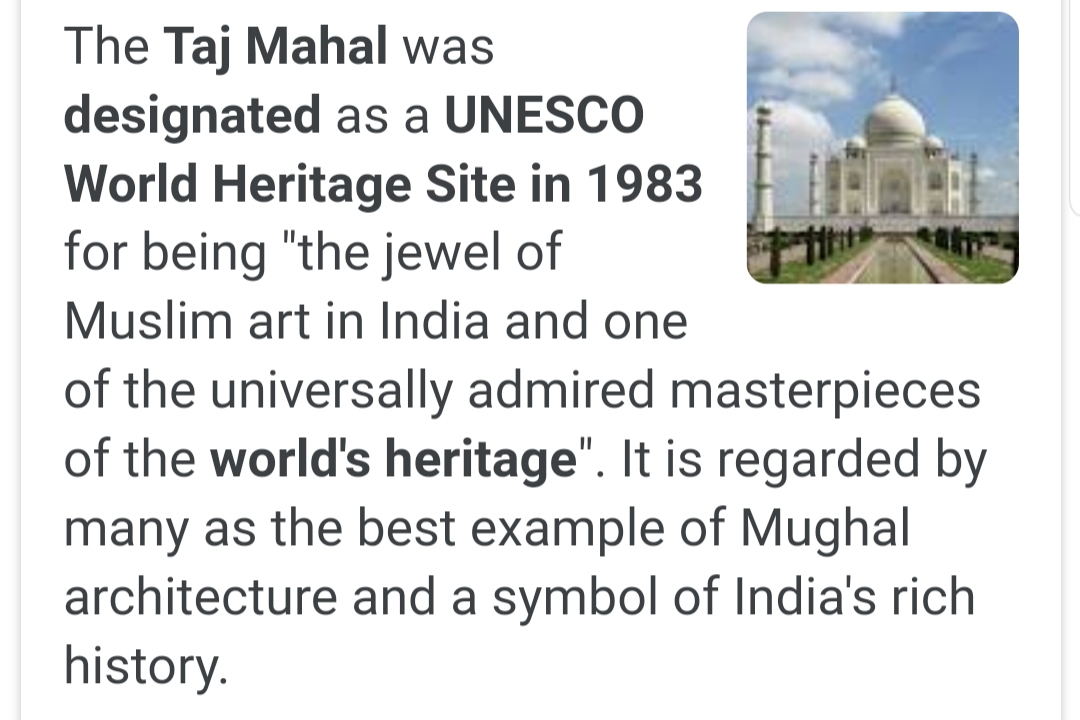 The Taj Mahal was
designated as a UNESCO
World Heritage Site in 1983
for being "the jewel of
Muslim art in India and one
of the universally admired masterpieces
of the world's heritage". It is regarded by
many as the best example of Mughal
architecture and a symbol of India's rich
history.